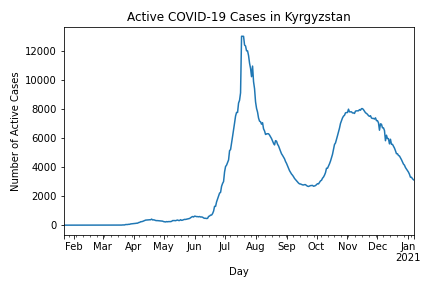 Active COVID-19 Cases in Kyrgyzstan
Number of Active Cases
12000
10000
8000
6000
4000
2000
0
Feb Mar Apr May Jun Jul Aug Sep Oct Nov Dec Jan
2021
Day